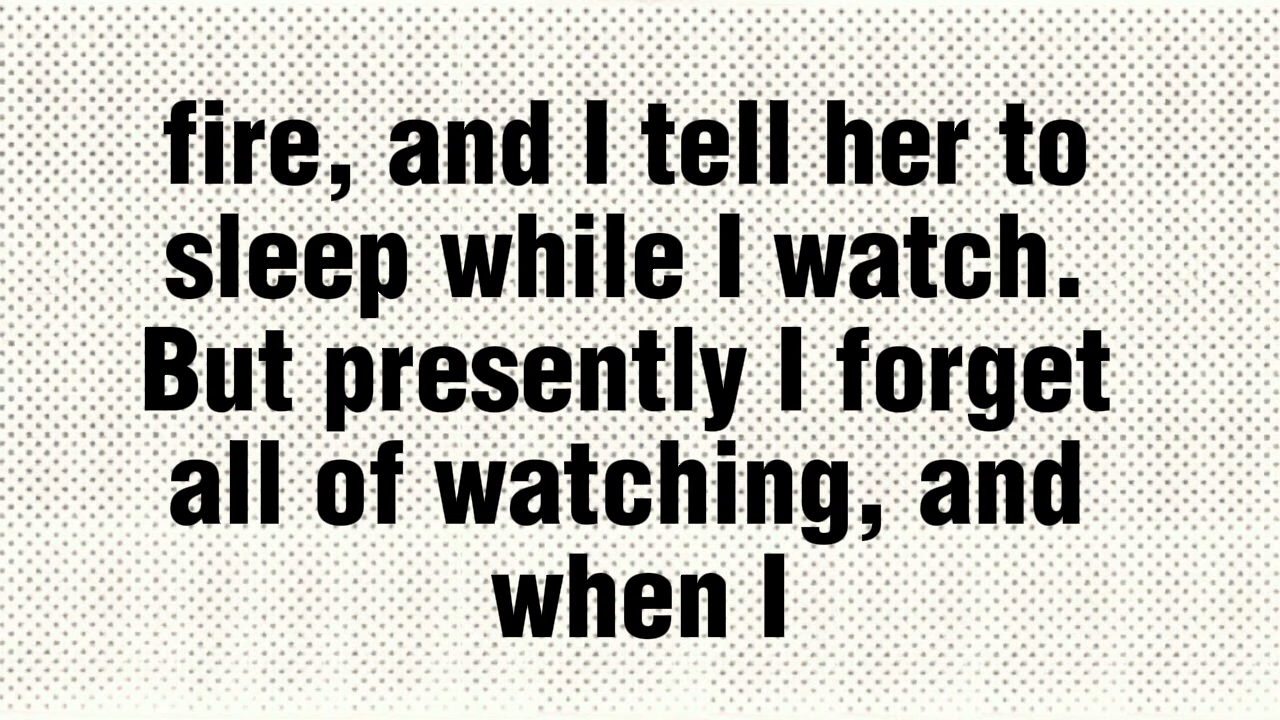 fire, and I tell her to
sleep while I watch.
But presently I forget
all of watching, and
when I